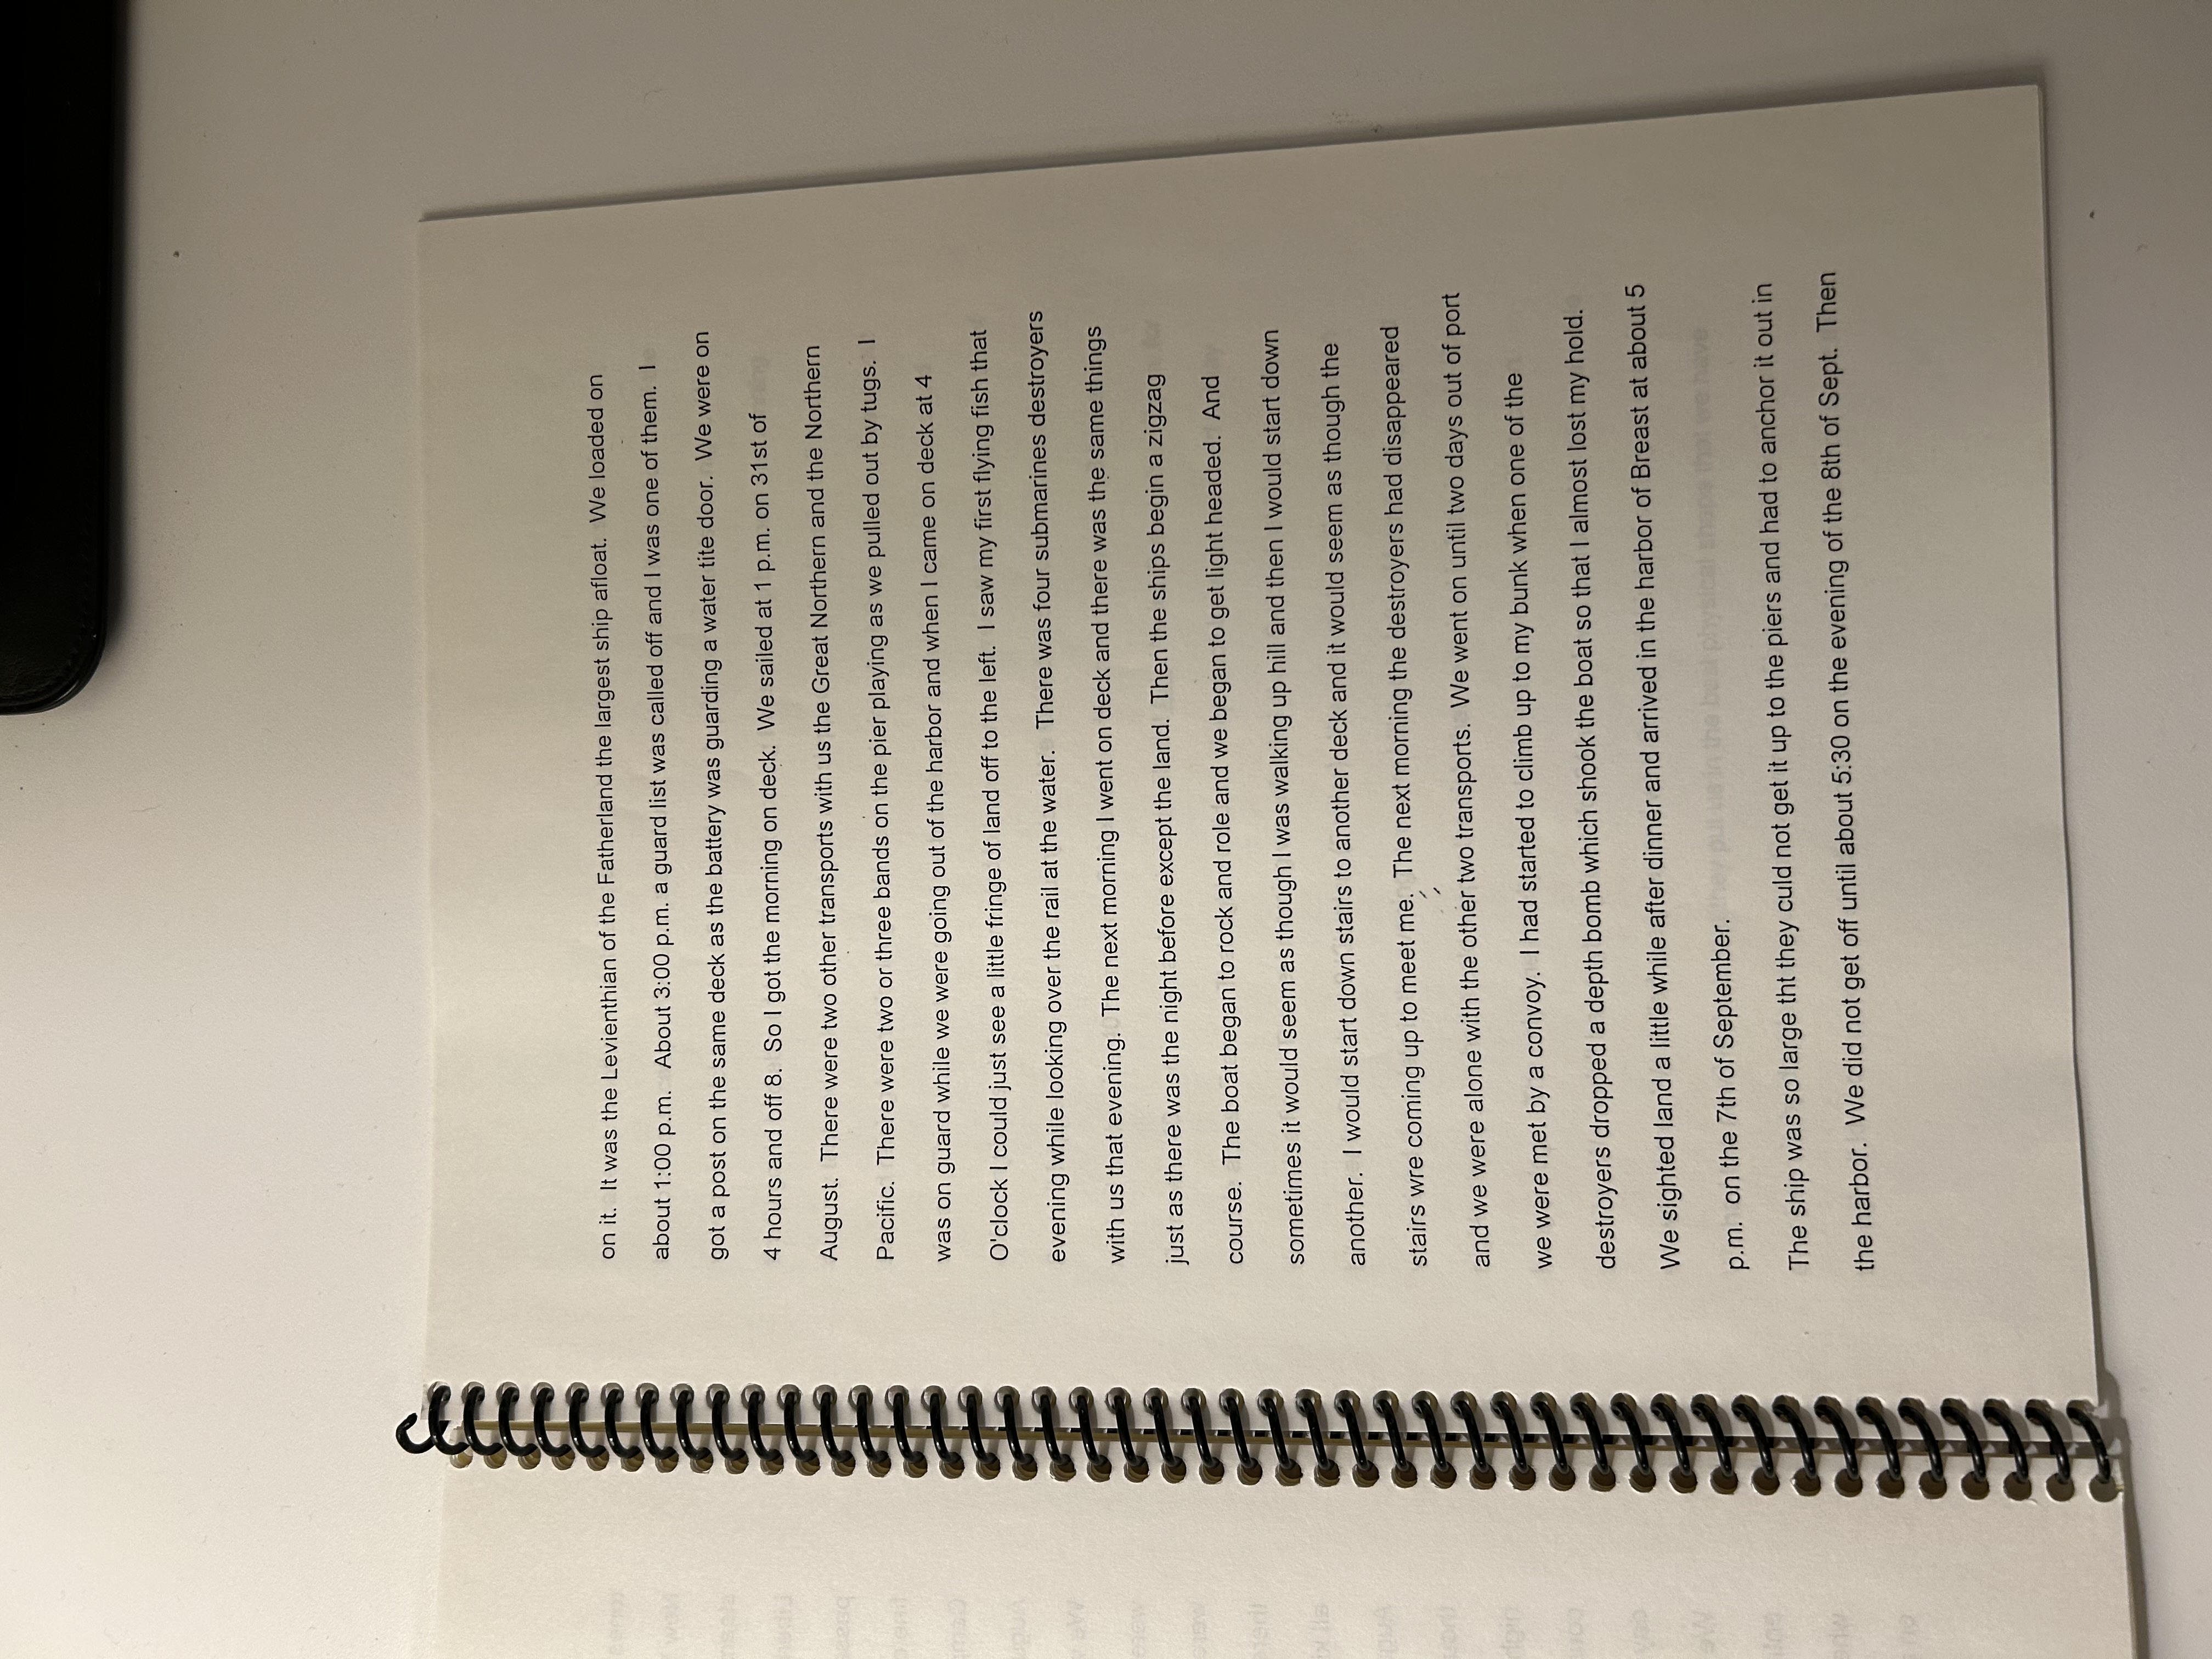 on it.  It was the Levienthian of the Fatherland the largest ship afloat.  We loaded on
about 1:00 p.m.   About 3:00 p.m. a guard list was called off and I was one of them.  I
got a post on the same deck as the battery was guarding a water tite door.  We were on
4 hours and off 8.  So I got the morning on deck.  We sailed at 1 p.m. on 31st of
August.  There were two other transports with us the Great Northern and the Northern
Pacific.  There were two or three bands on the pier playing as we pulled out by tugs.  I
was on guard while we were going out of the harbor and when I came on deck at 4
O'clock I could just see a little fringe of land off to the left.  I saw my first flying fish that
evening while looking over the rail at the water.   There was four submarines destroyers
with us that evening.  The next morning I went on deck and there was the same things
just as there was the night before except the land.  Then the ships begin a zigzag
course.  The boat began to rock and role and we began to get light headed.  And
sometimes it would seem as though I was walking up hill and then I would start down
another.  I would start down stairs to another deck and it would seem as though the
stairs wre coming up to meet me.  The next morning the destroyers had disappeared
and we were alone with the other two transports.  We went on until two days out of port
we were met by a convoy.  I had started to climb up to my bunk when one of the
destroyers dropped a depth bomb which shook the boat so that I almost lost my hold.
We sighted land a little while after dinner and arrived in the harbor of Breast at about 5
p.m.  on the 7th of September.
The ship was so large tht they culd not get it up to the piers and had to anchor it out in
the harbor.  We did not get off until about 5:30 on the evening of the 8th of Sept.  Then